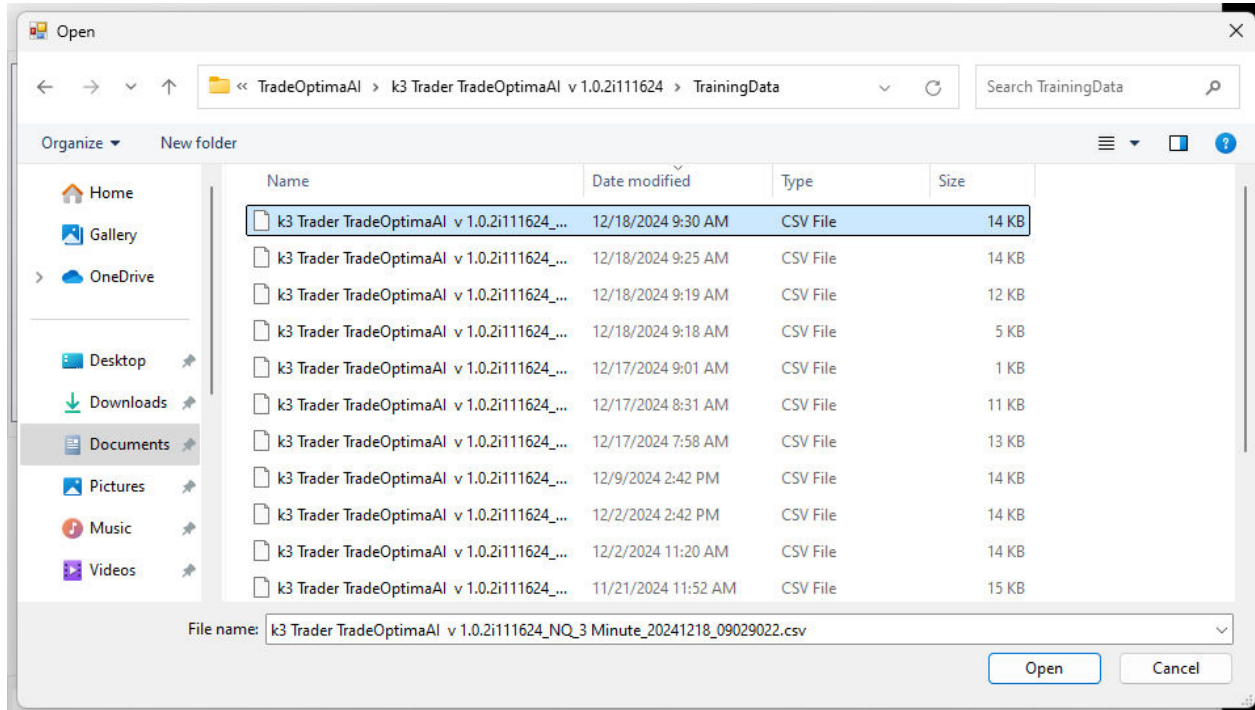 Open
« TradeOptimaAI > k3 Trader TradeOptimaAI v 1.0.2i111624 > TrainingData
Search TrainingData
Organize
New folder
Name Date modified Type Size
Home
Gallery
OneDrive
Desktop
Downloads
Documents
Pictures
Music
Videos
k3 Trader TradeOptimaAI v 1.0.2i111624_... 12/18/2024 9:30 AM CSV File 14 KB
k3 Trader TradeOptimaAI v 1.0.2i111624_... 12/18/2024 9:25 AM CSV File 14 KB
k3 Trader TradeOptimaAI v 1.0.2i111624_... 12/18/2024 9:19 AM CSV File 12 KB
k3 Trader TradeOptimaAI v 1.0.2i111624_... 12/18/2024 9:18 AM CSV File 5 KB
k3 Trader TradeOptimaAI v 1.0.2i111624_... 12/17/2024 9:01 AM CSV File 1 KB
k3 Trader TradeOptimaAI v 1.0.2i111624_... 12/17/2024 8:31 AM CSV File 11 KB
k3 Trader TradeOptimaAI v 1.0.2i111624_... 12/17/2024 7:58 AM CSV File 13 KB
k3 Trader TradeOptimaAI v 1.0.2i111624_... 12/9/2024 2:42 PM CSV File 14 KB
k3 Trader TradeOptimaAI v 1.0.2i111624_... 12/2/2024 2:42 PM CSV File 14 KB
k3 Trader TradeOptimaAI v 1.0.2i111624_... 12/2/2024 11:20 AM CSV File 14 KB
k3 Trader TradeOptimaAI v 1.0.2i111624_... 11/21/2024 11:52 AM CSV File 15 KB
File name: k3 Trader TradeOptimaAI v 1.0.2i111624_NQ_3 Minute_20241218_09029022.csv
Open
Cancel